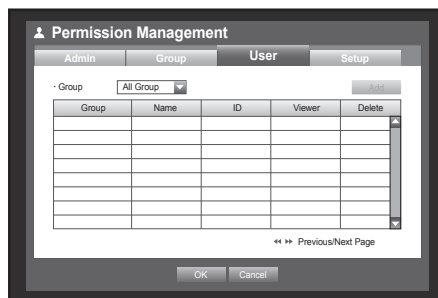 Permission Management
Admin Group User Setup
· Group All Group Add
Group Name ID Viewer Delete
Previous/Next Page
OK Cancel